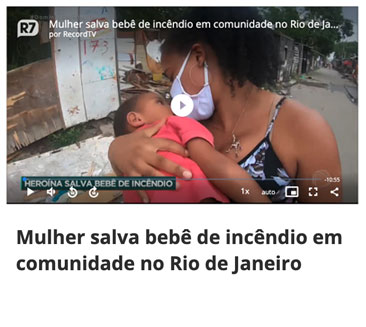 R7
Mulher salva bebê de incêndio em comunidade no Rio de Ja...
por RecordTV
173
HEROÍNA SALVA BEBÊ DE INCÊNDIO
-10:55
1x
auto
Mulher salva bebê de incêndio em
comunidade no Rio de Janeiro